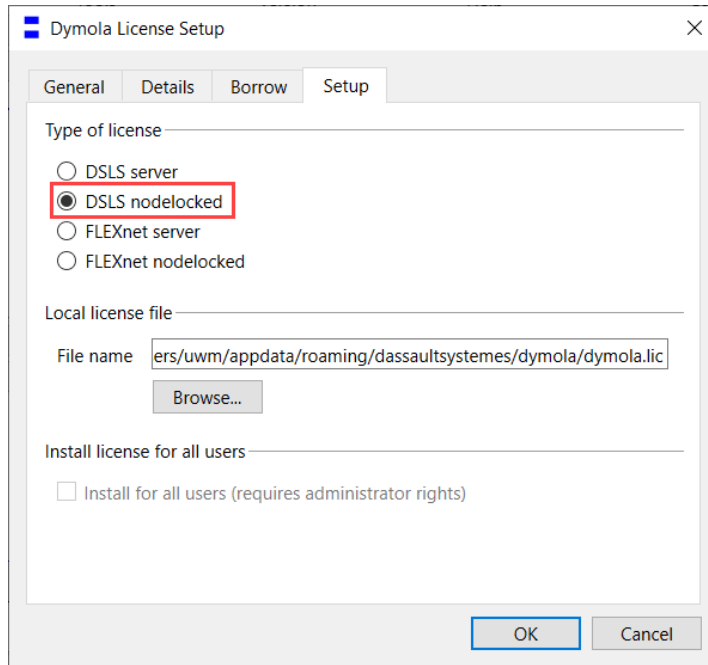 Dymola License Setup
General Details Borrow Setup
Type of license
DSLS server
DSLS nodelocked
FLEXnet server
FLEXnet nodelocked
Local license file
File name ers/uwm/appdata/roaming/dassaultsystemes/dymola/dymola.lic
Browse...
Install license for all users
Install for all users (requires administrator rights)
OK Cancel